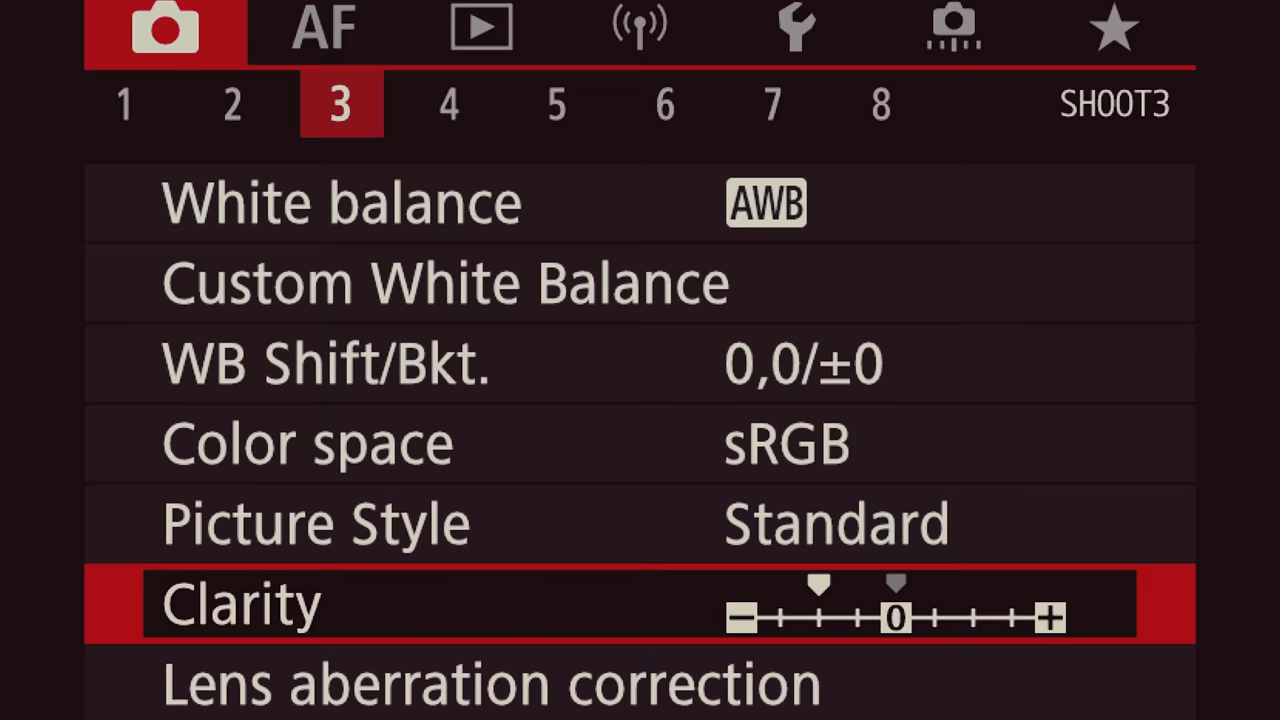 AF
1 2 3 4 5 6 7 8 SHOOT3
White balance AWB
Custom White Balance
WB Shift/Bkt. 0,0/±0
Color space sRGB
Picture Style Standard
Clarity − 0 +
Lens aberration correction